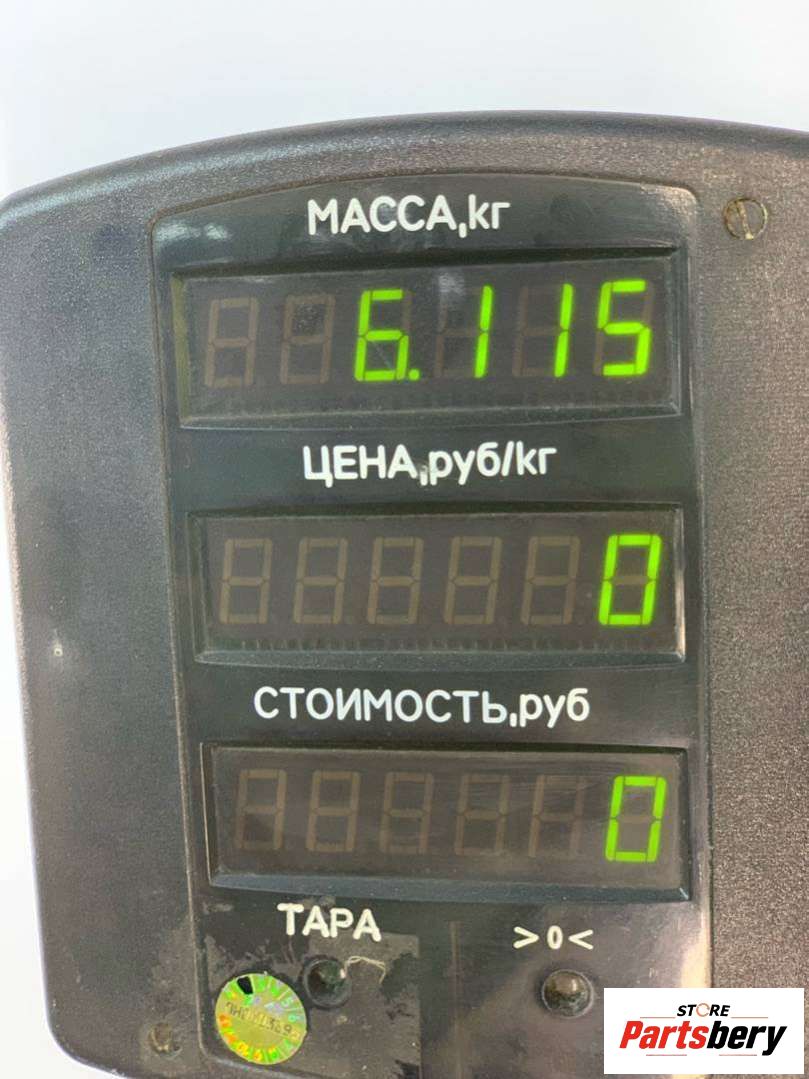 МАССА,кг
6.115
ЦЕНА,руб/кг
0
СТОИМОСТЬ,руб
0
ТАРА >0<
STORE
Partsbery